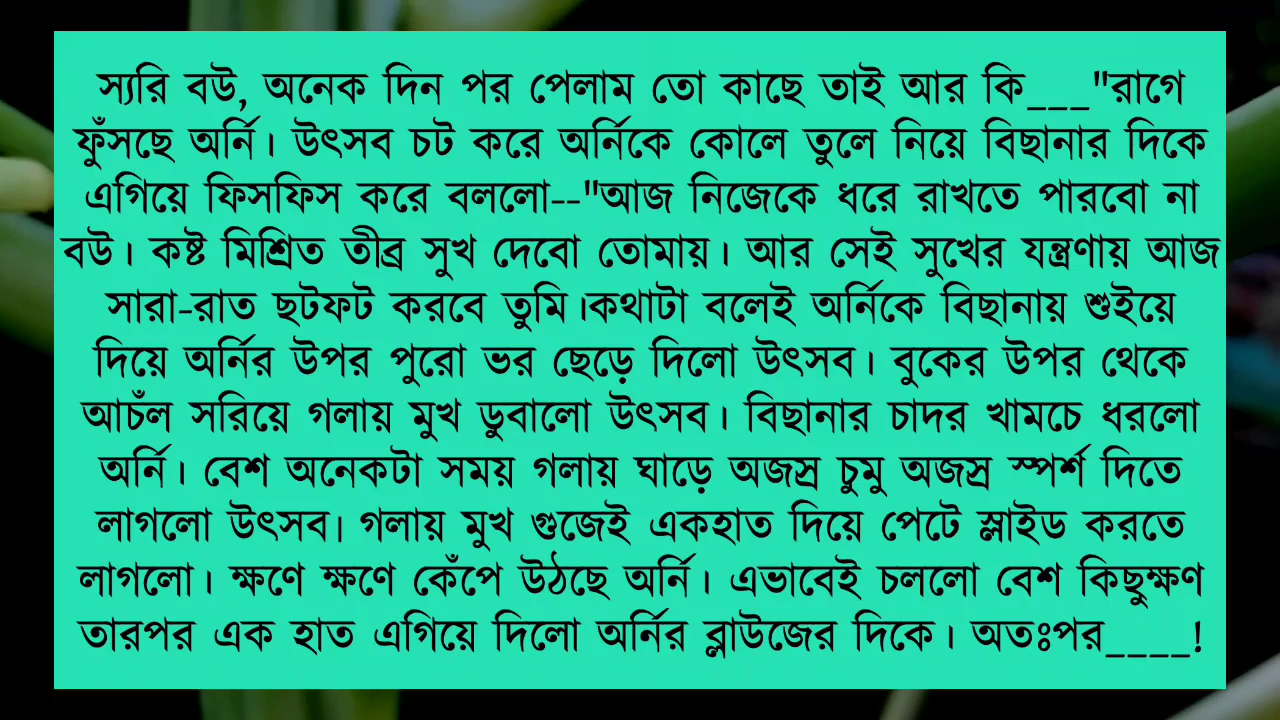 স্যরি বউ, অনেক দিন পর পেলাম তো কাছে তাই আর কি___"রাগে
ফুঁসছে অর্নি। উৎসব চট করে অর্নিকে কোলে তুলে নিয়ে বিছানার দিকে
এগিয়ে ফিসফিস করে বললো--"আজ নিজেকে ধরে রাখতে পারবো না
বউ। কষ্ট মিশ্রিত তীব্র সুখ দেবো তোমায়। আর সেই সুখের যন্ত্রণায় আজ
সারা-রাত ছটফট করবে তুমি।কথাটা বলেই অর্নিকে বিছানায় শুইয়ে
দিয়ে অর্নির উপর পুরো ভর ছেড়ে দিলো উৎসব। বুকের উপর থেকে
আচঁল সরিয়ে গলায় মুখ ডুবালো উৎসব। বিছানার চাদর খামচে ধরলো
অর্নি। বেশ অনেকটা সময় গলায় ঘাড়ে অজস্র চুমু অজস্র স্পর্শ দিতে
লাগলো উৎসব। গলায় মুখ গুজেই একহাত দিয়ে পেটে স্লাইড করতে
লাগলো। ক্ষণে ক্ষণে কেঁপে উঠছে অর্নি। এভাবেই চললো বেশ কিছুক্ষণ
তারপর এক হাত এগিয়ে দিলো অর্নির ব্লাউজের দিকে। অতঃপর____!